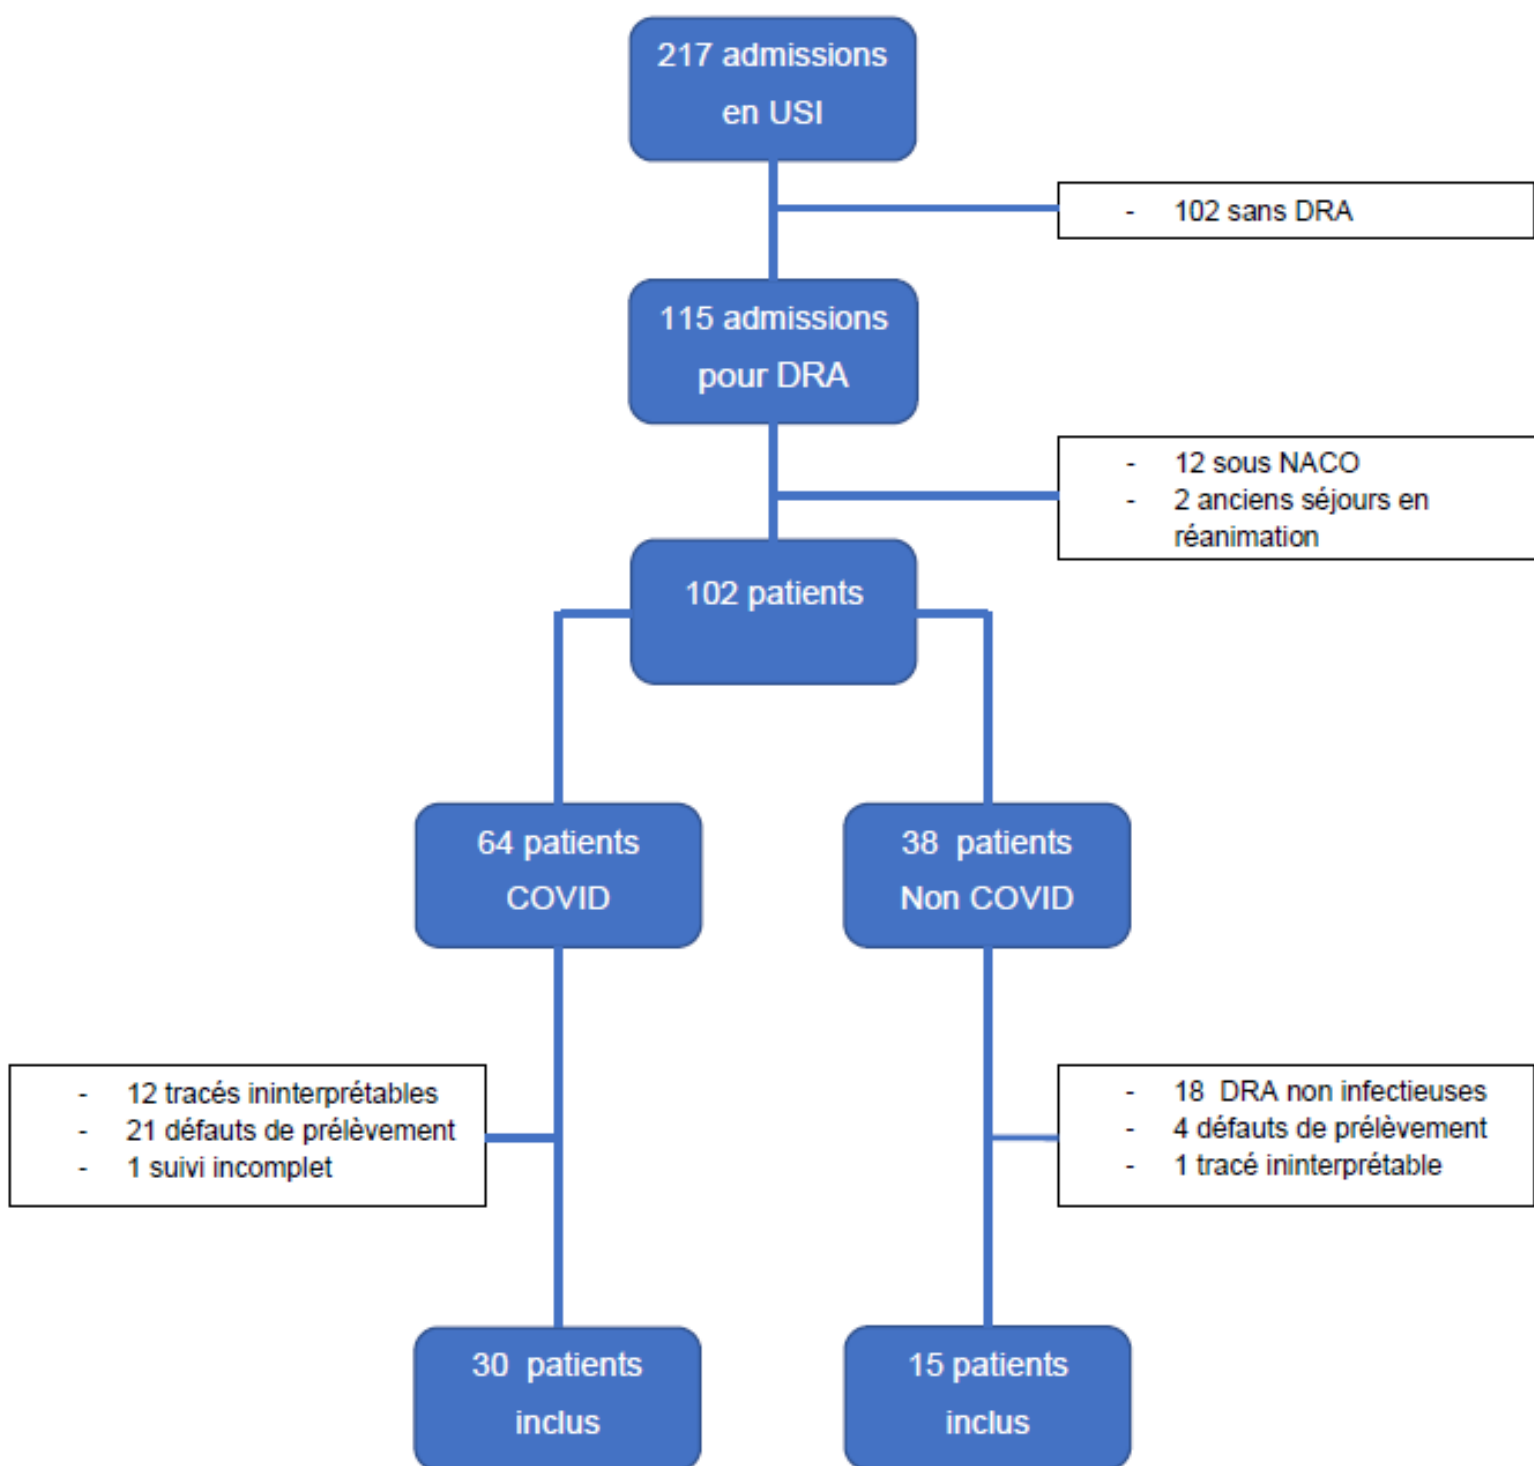 217 admissions
en USI
- 102 sans DRA
115 admissions
pour DRA
- 12 sous NACO
- 2 anciens séjours en
réanimation
102 patients
64 patients
COVID
38 patients
Non COVID
- 12 tracés ininterprétables
- 21 défauts de prélèvement
- 1 suivi incomplet
- 18 DRA non infectieuses
- 4 défauts de prélèvement
- 1 tracé ininterprétable
30 patients
inclus
15 patients
inclus